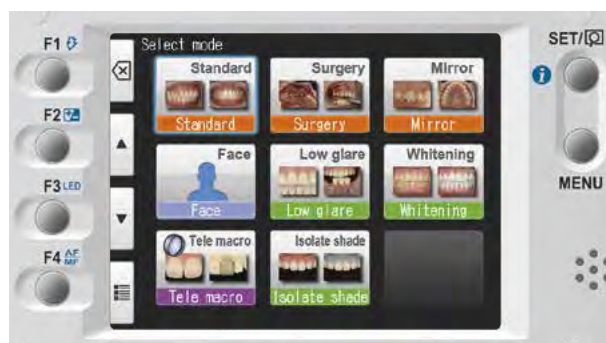 F1
F2
F3 LED
F4 AF
MF
Select mode
Standard
Standard
Surgery
Surgery
Mirror
Mirror
Face
Face
Low glare
Low glare
Whitening
Whitening
Tele macro
Tele macro
Isolate shade
Isolate shade
SET/
i
MENU